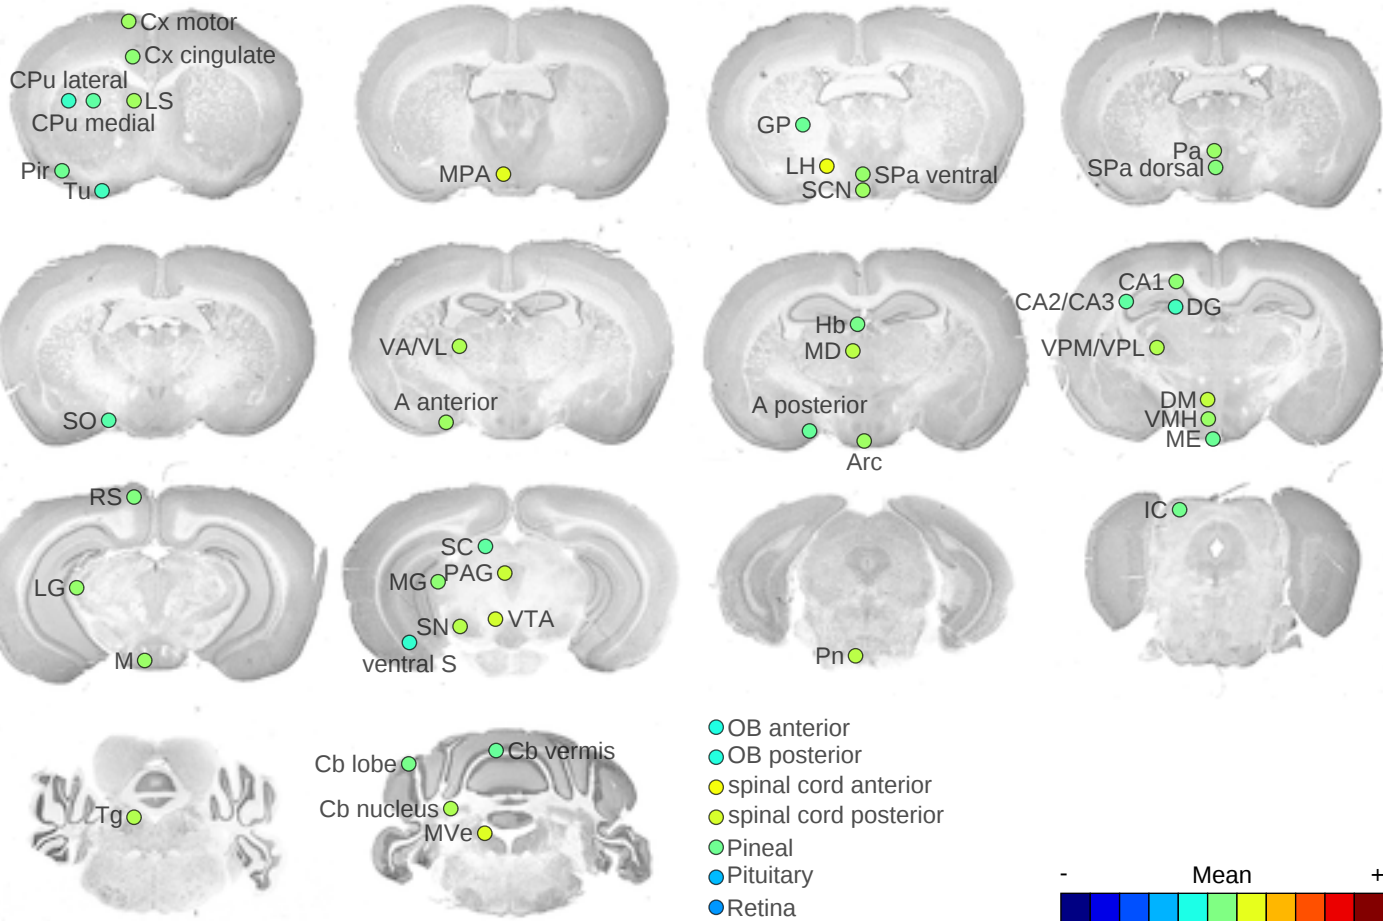 Cx motor
Cx cingulate
CPu lateral
LS
CPu medial
Pir
Tu
MPA
GP
LH
SPa ventral
SCN
Pa
SPa dorsal
SO
VA/VL
A anterior
Hb
MD
A posterior
Arc
CA1
CA2/CA3
DG
VPM/VPL
DM
VMH
ME
RS
LG
M
SC
PAG
MG
VTA
SN
ventral S
Pn
IC
Tg
Cb vermis
Cb lobe
Cb nucleus
MVe
OB anterior
OB posterior
spinal cord anterior
spinal cord posterior
Pineal
Pituitary
Retina
- Mean +